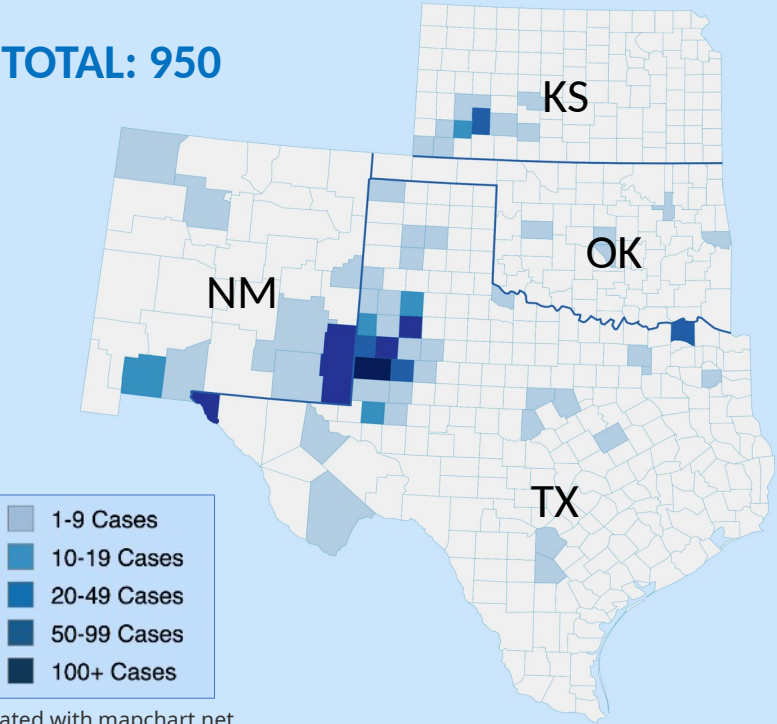 TOTAL: 950
KS
OK
NM
TX
1-9 Cases
10-19 Cases
20-49 Cases
50-99 Cases
100+ Cases
ated with mapchart.net